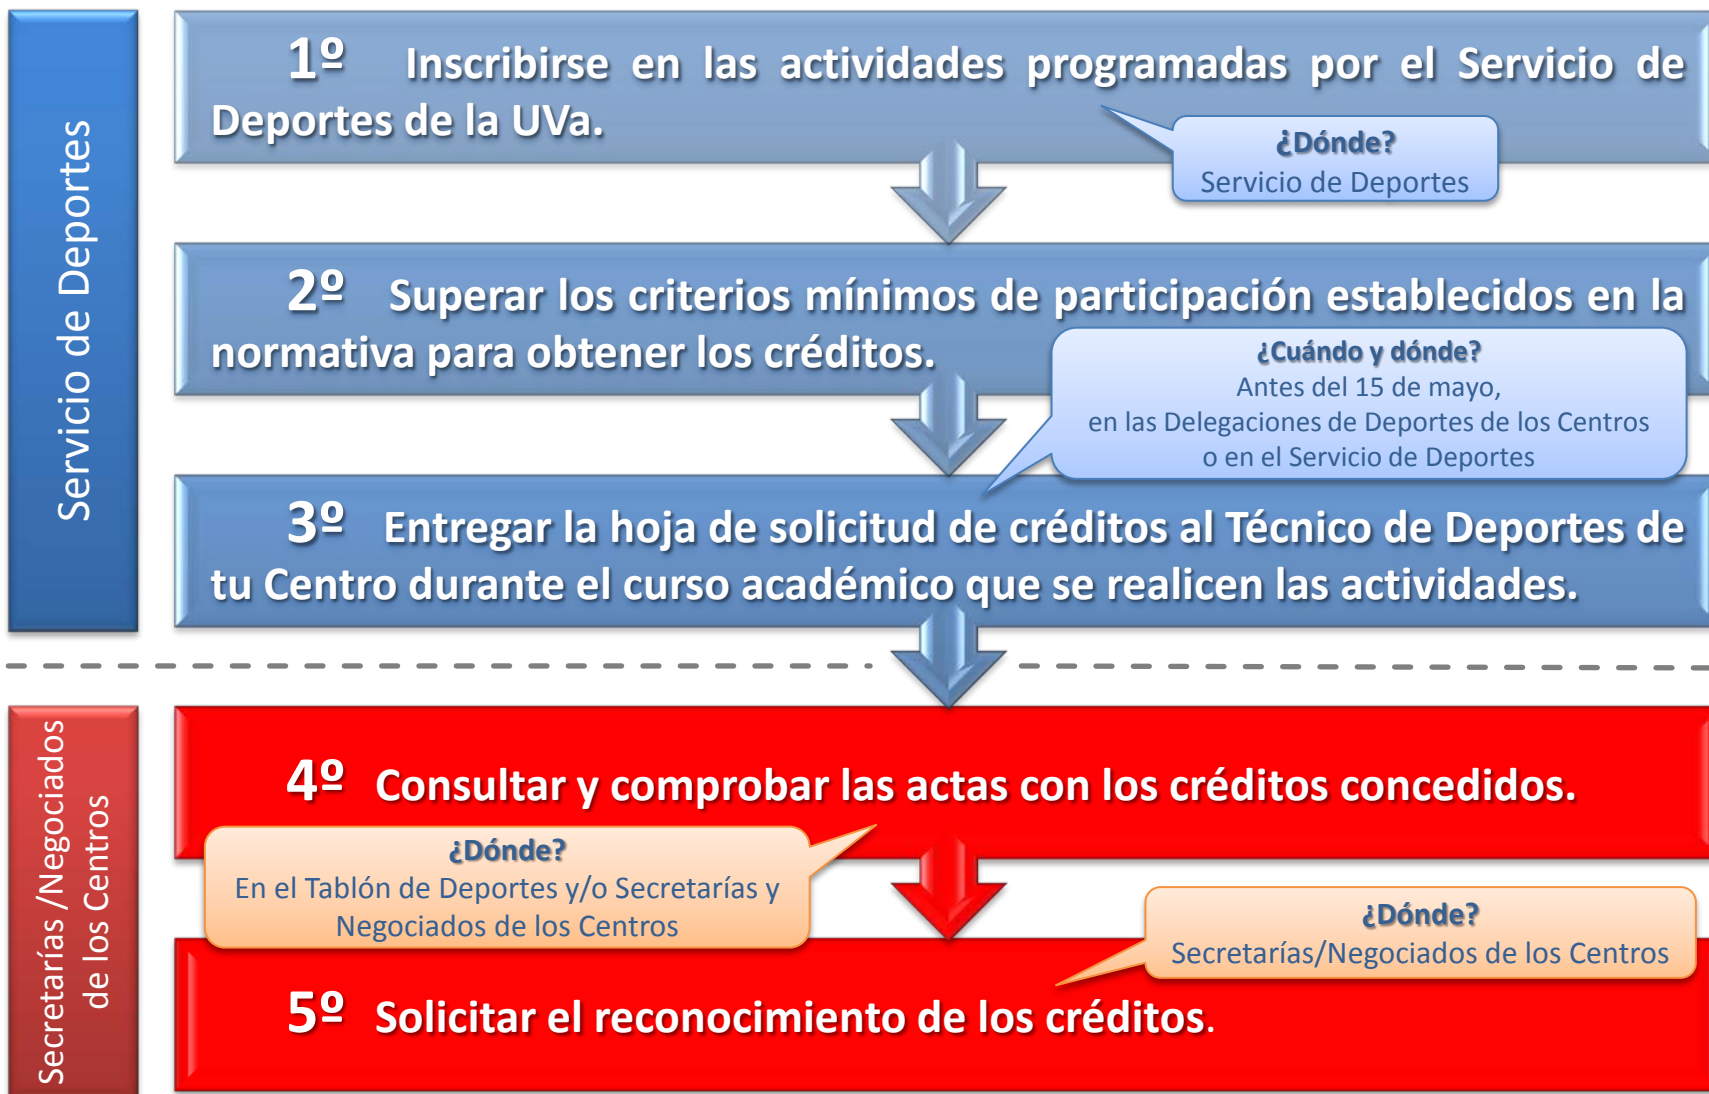 Servicio de Deportes
1º Inscribirse en las actividades programadas por el Servicio de
Deportes de la UVa.
¿Dónde?
Servicio de Deportes
2º Superar los criterios mínimos de participación establecidos en la
normativa para obtener los créditos.
¿Cuándo y dónde?
Antes del 15 de mayo,
en las Delegaciones de Deportes de los Centros
o en el Servicio de Deportes
3º Entregar la hoja de solicitud de créditos al Técnico de Deportes de
tu Centro durante el curso académico que se realicen las actividades.
Secretarías /Negociados
de los Centros
4º Consultar y comprobar las actas con los créditos concedidos.
¿Dónde?
En el Tablón de Deportes y/o Secretarías y
Negociados de los Centros
¿Dónde?
Secretarías/Negociados de los Centros
5º Solicitar el reconocimiento de los créditos.